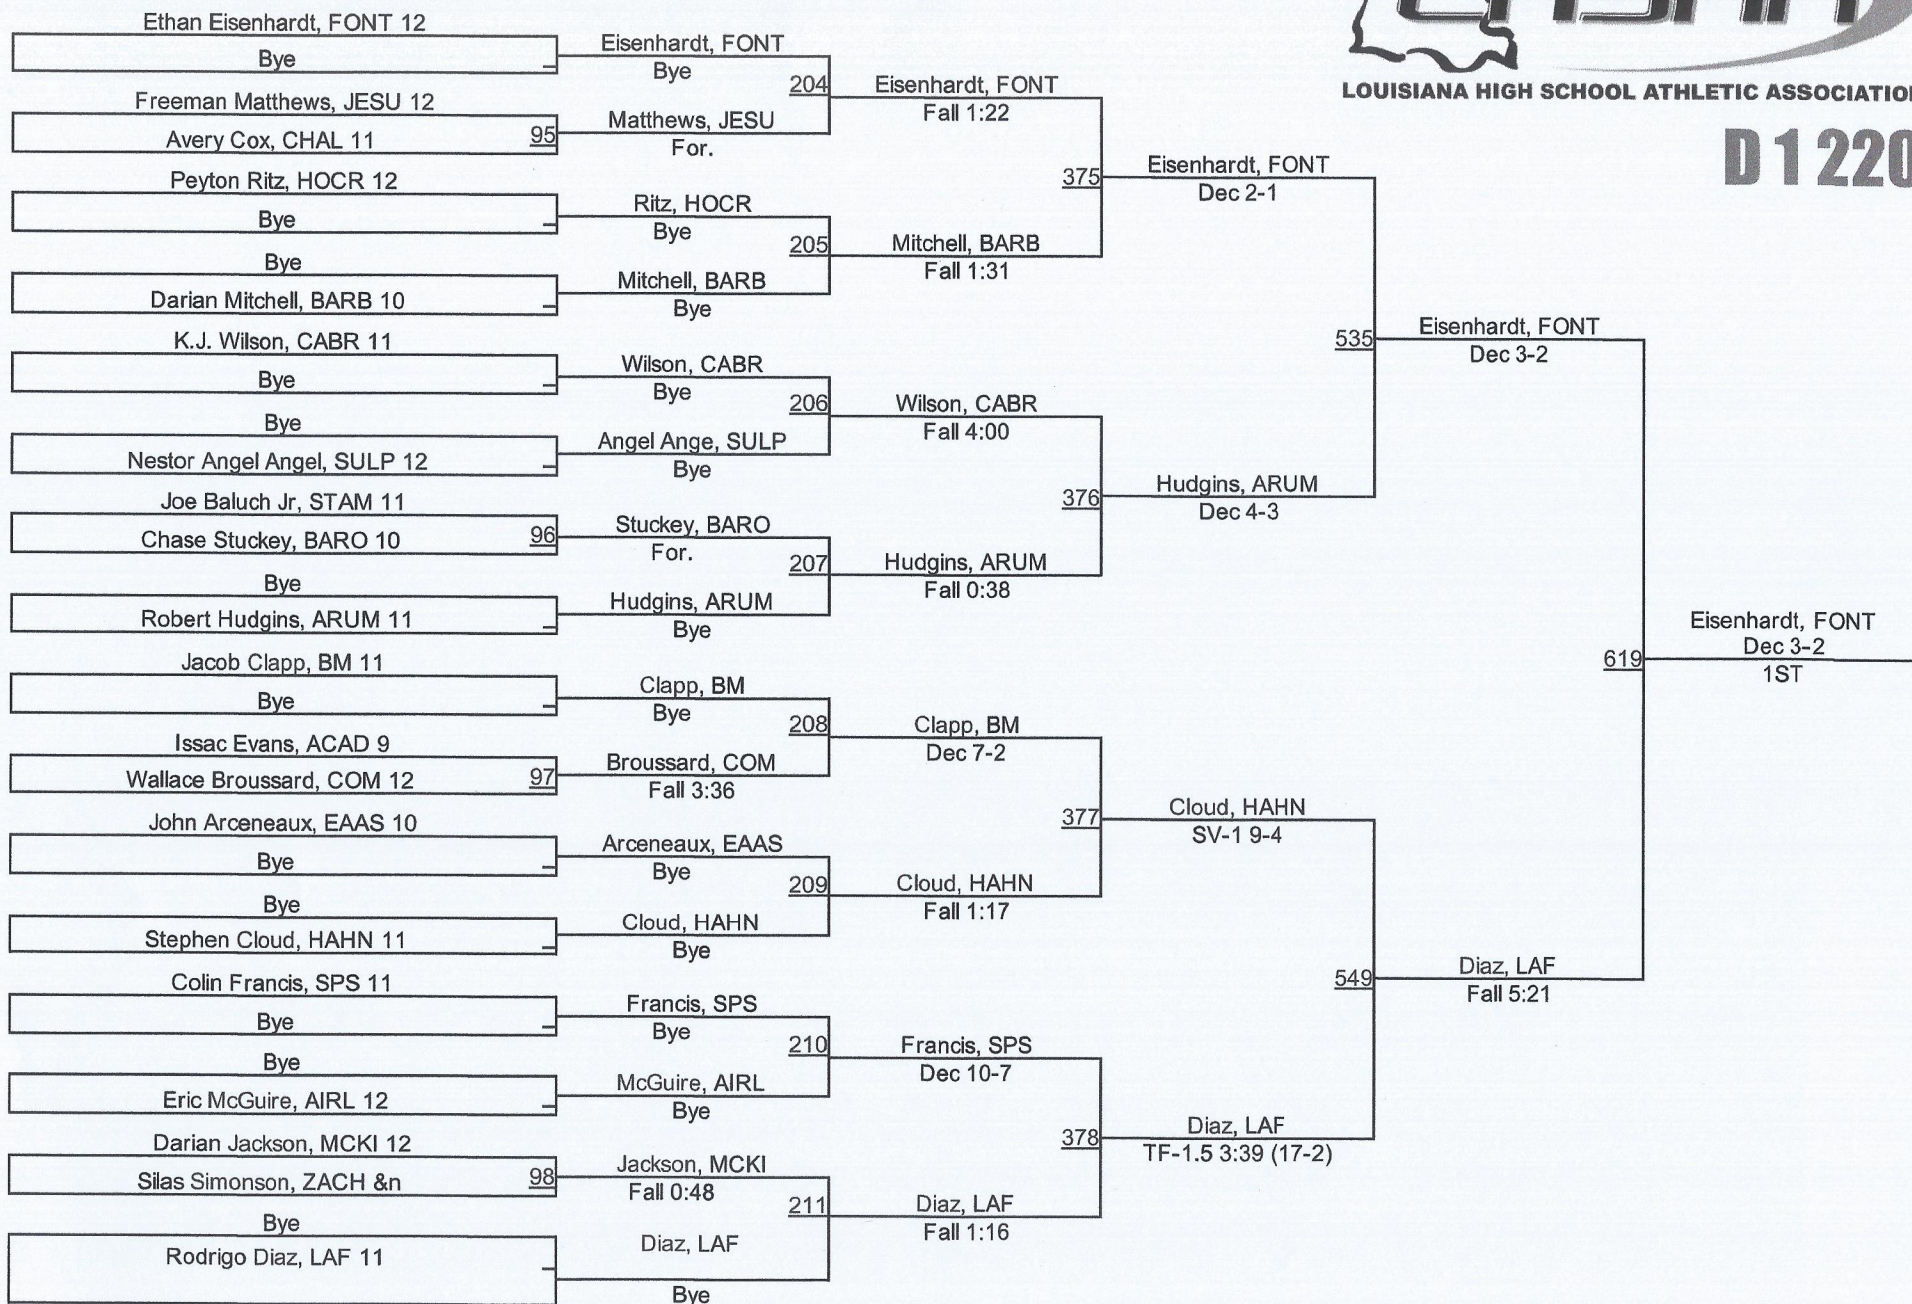 LOUISIANA HIGH SCHOOL ATHLETIC ASSOCIATION
D 1 220
Ethan Eisenhardt, FONT 12
Bye
Freeman Matthews, JESU 12
Avery Cox, CHAL 11
95
Peyton Ritz, HOCR 12
Bye
Bye
Darian Mitchell, BARB 10
K.J. Wilson, CABR 11
Bye
Bye
Nestor Angel Angel, SULP 12
Joe Baluch Jr, STAM 11
Chase Stuckey, BARO 10
96
Bye
Robert Hudgins, ARUM 11
Jacob Clapp, BM 11
Bye
Issac Evans, ACAD 9
Wallace Broussard, COM 12
97
John Arceneaux, EAAS 10
Bye
Bye
Stephen Cloud, HAHN 11
Colin Francis, SPS 11
Bye
Bye
Eric McGuire, AIRL 12
Darian Jackson, MCKI 12
Silas Simonson, ZACH &n
98
Bye
Rodrigo Diaz, LAF 11
Eisenhardt, FONT
Bye
204
Matthews, JESU
For.
Ritz, HOCR
Bye
205
Mitchell, BARB
Bye
Wilson, CABR
Bye
206
Angel Ange, SULP
Bye
Stuckey, BARO
For.
207
Hudgins, ARUM
Bye
Clapp, BM
Bye
208
Broussard, COM
Fall 3:36
Arceneaux, EAAS
Bye
209
Cloud, HAHN
Bye
Francis, SPS
Bye
210
McGuire, AIRL
Bye
Jackson, MCKI
Fall 0:48
211
Diaz, LAF
Bye
Eisenhardt, FONT
Fall 1:22
375
Mitchell, BARB
Fall 1:31
Wilson, CABR
Fall 4:00
376
Hudgins, ARUM
Fall 0:38
Clapp, BM
Dec 7-2
377
Cloud, HAHN
Fall 1:17
Francis, SPS
Dec 10-7
378
Diaz, LAF
Fall 1:16
Eisenhardt, FONT
Dec 2-1
535
Hudgins, ARUM
Dec 4-3
Cloud, HAHN
SV-1 9-4
549
Diaz, LAF
TF-1.5 3:39 (17-2)
Eisenhardt, FONT
Dec 3-2
619
Diaz, LAF
Fall 5:21
Eisenhardt, FONT
Dec 3-2
1ST